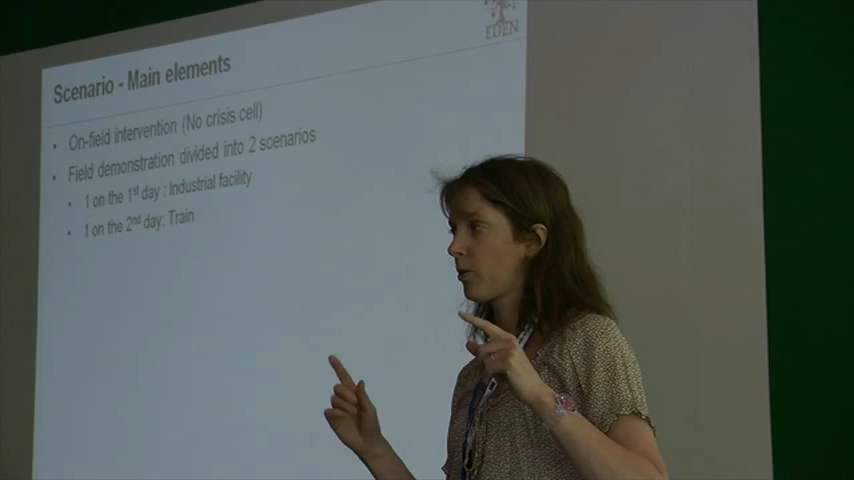 EDEN
Scenario - Main elements
• On-field intervention (No crisis cell)
• Field demonstration divided into 2 scenarios
• 1 on the 1st day : Industrial facility
• 1 on the 2nd day: Train